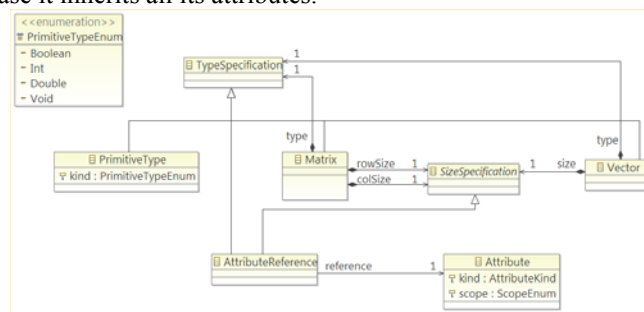 ase it inherits all its attributes.
<<enumeration>>
PrimitiveTypeEnum
- Boolean
- Int
- Double
- Void
1
TypeSpecification
1
type
type
PrimitiveType
kind : PrimitiveTypeEnum
Matrix
rowSize 1
colSize 1
SizeSpecification
1 size
Vector
AttributeReference
reference 1
Attribute
kind : AttributeKind
scope : ScopeEnum